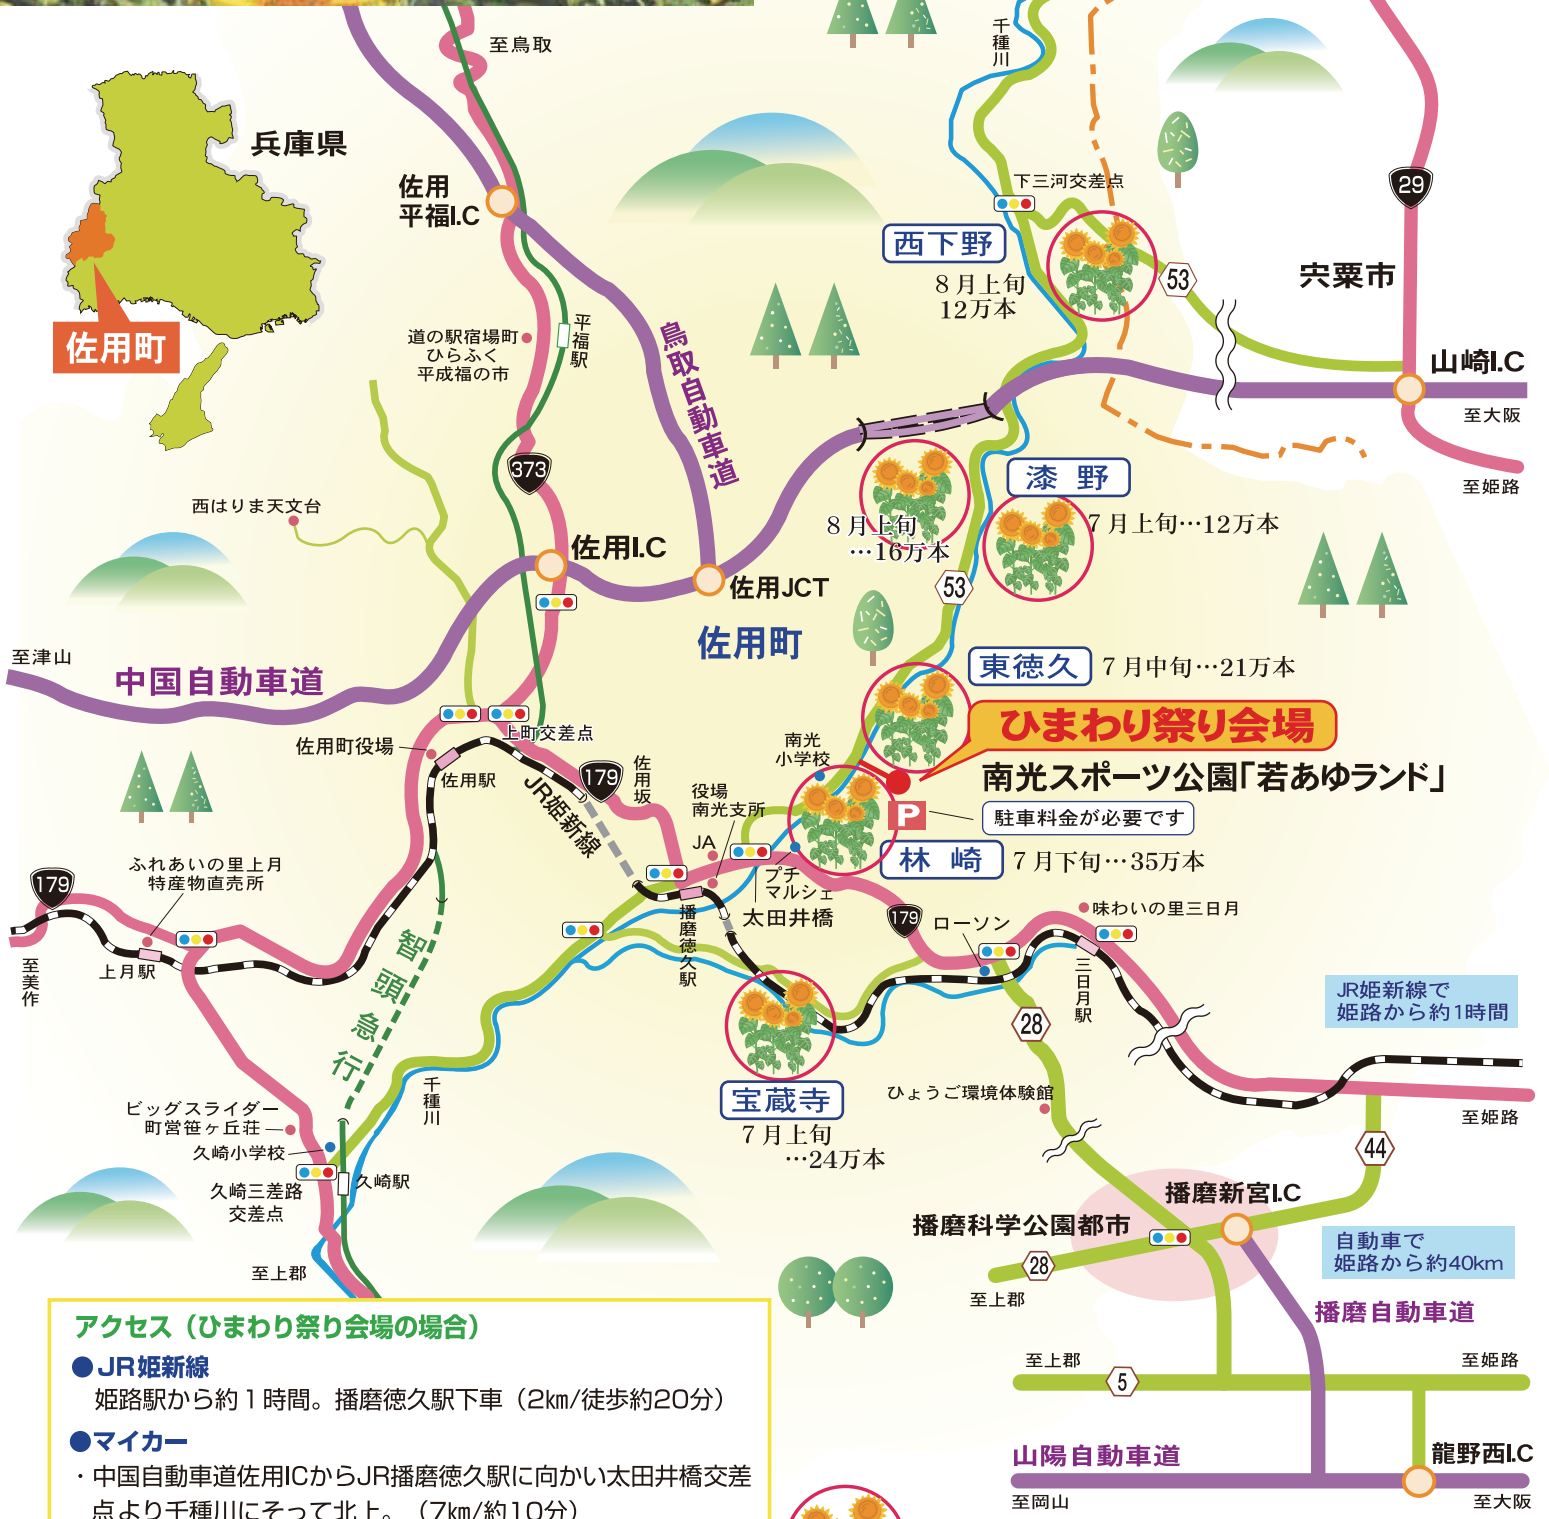 至鳥取
千種川
兵庫県
佐用
平福I.C
下三河交差点
29
西下野
8月上旬
12万本
53
宍粟市
佐用町
道の駅宿場町
ひらふく
平成福の市
平福駅
鳥取自動車道
山崎I.C
至大阪
至姫路
373
漆野
7月上旬…12万本
8月上旬
…16万本
西はりま天文台
佐用I.C
佐用JCT
53
佐用町
至津山
中国自動車道
東徳久
7月中旬…21万本
ひまわり祭り会場
南光スポーツ公園「若あゆランド」
上町交差点
佐用町役場
佐用駅
JR姫新線
179
佐用坂
南光
小学校
役場
南光支所
P
駐車料金が必要です
JA
林崎
7月下旬…35万本
プチ
マルシェ
太田井橋
ふれあいの里上月
特産物直売所
179
播磨徳久駅
179
ローソン
味わいの里三日月
至美作
上月駅
智頭急行
三日月駅
JR姫新線で
姫路から約1時間
28
宝蔵寺
7月上旬
…24万本
千種川
ひょうご環境体験館
至姫路
ビッグスライダー
町営笹ヶ丘荘
久崎小学校
久崎三差路
交差点
久崎駅
44
播磨新宮I.C
播磨科学公園都市
28
至上郡
至上郡
自動車で
姫路から約40km
播磨自動車道
至上郡
至姫路
5
山陽自動車道
龍野西I.C
至岡山
至大阪
アクセス（ひまわり祭り会場の場合）
●JR姫新線
姫路駅から約1時間。播磨徳久駅下車（2㎞/徒歩約20分）
●マイカー
・中国自動車道佐用ICからJR播磨徳久駅に向かい太田井橋交差
点より千種川にそって北上。（7㎞/約10分）